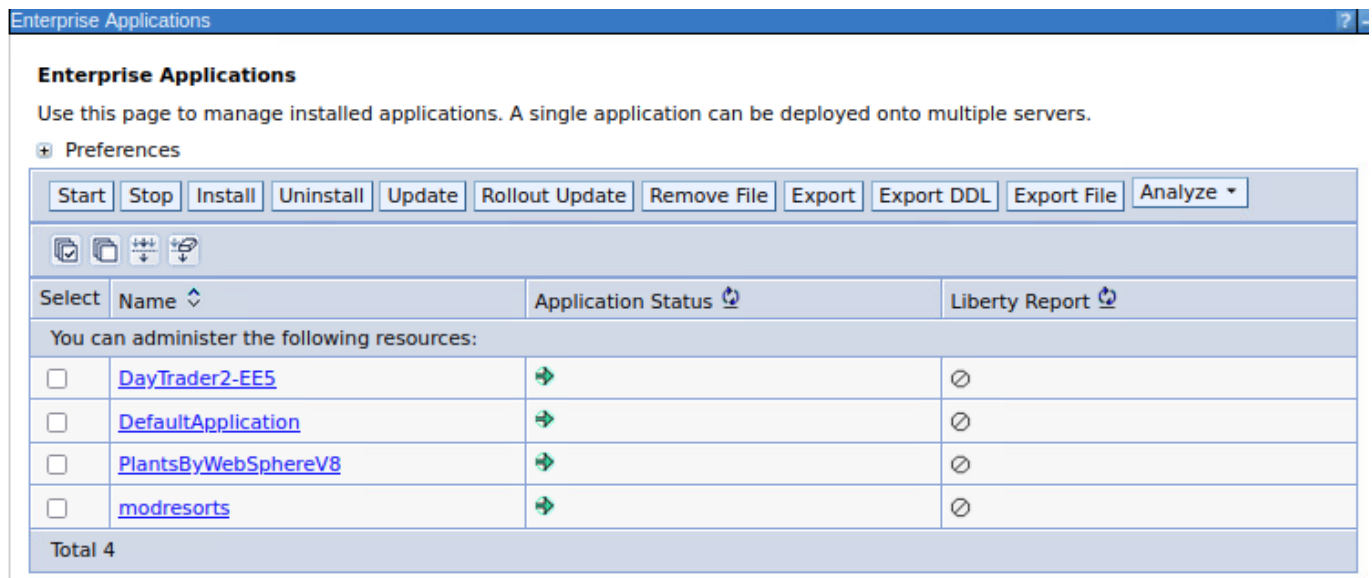 Enterprise Applications ?
Enterprise Applications
Use this page to manage installed applications. A single application can be deployed onto multiple servers.
Preferences
Start Stop Install Uninstall Update Rollout Update Remove File Export Export DDL Export File Analyze
Select Name Application Status Liberty Report
You can administer the following resources:
DayTrader2-EE5
DefaultApplication
PlantsByWebSphereV8
modresorts
Total 4